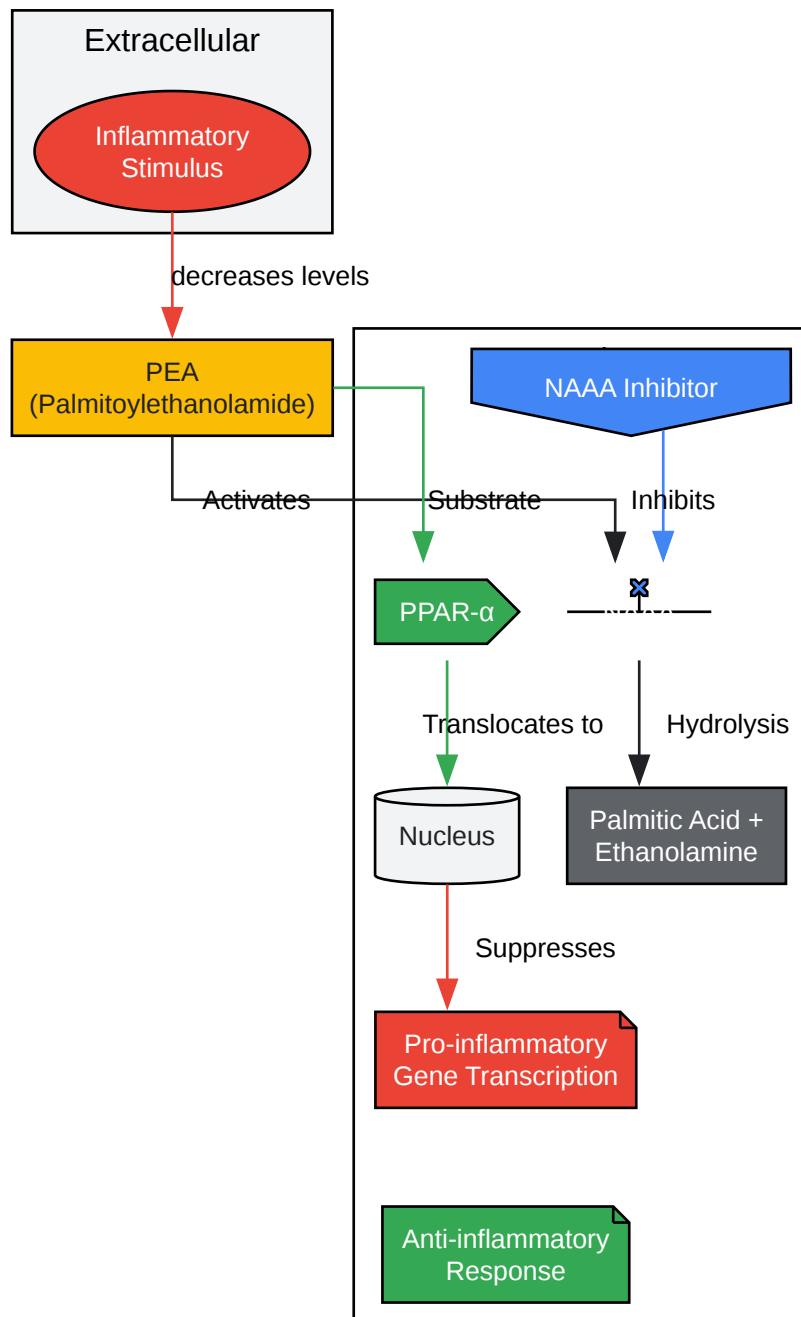 Extracellular
Inflammatory
Stimulus
decreases levels
PEA
(Palmitoylethanolamide)
NAAA Inhibitor
Activates
Substrate
Inhibits
PPAR-α
Translocates to
Hydrolysis
Nucleus
Palmitic Acid +
Ethanolamine
Suppresses
Pro-inflammatory
Gene Transcription
Anti-inflammatory
Response